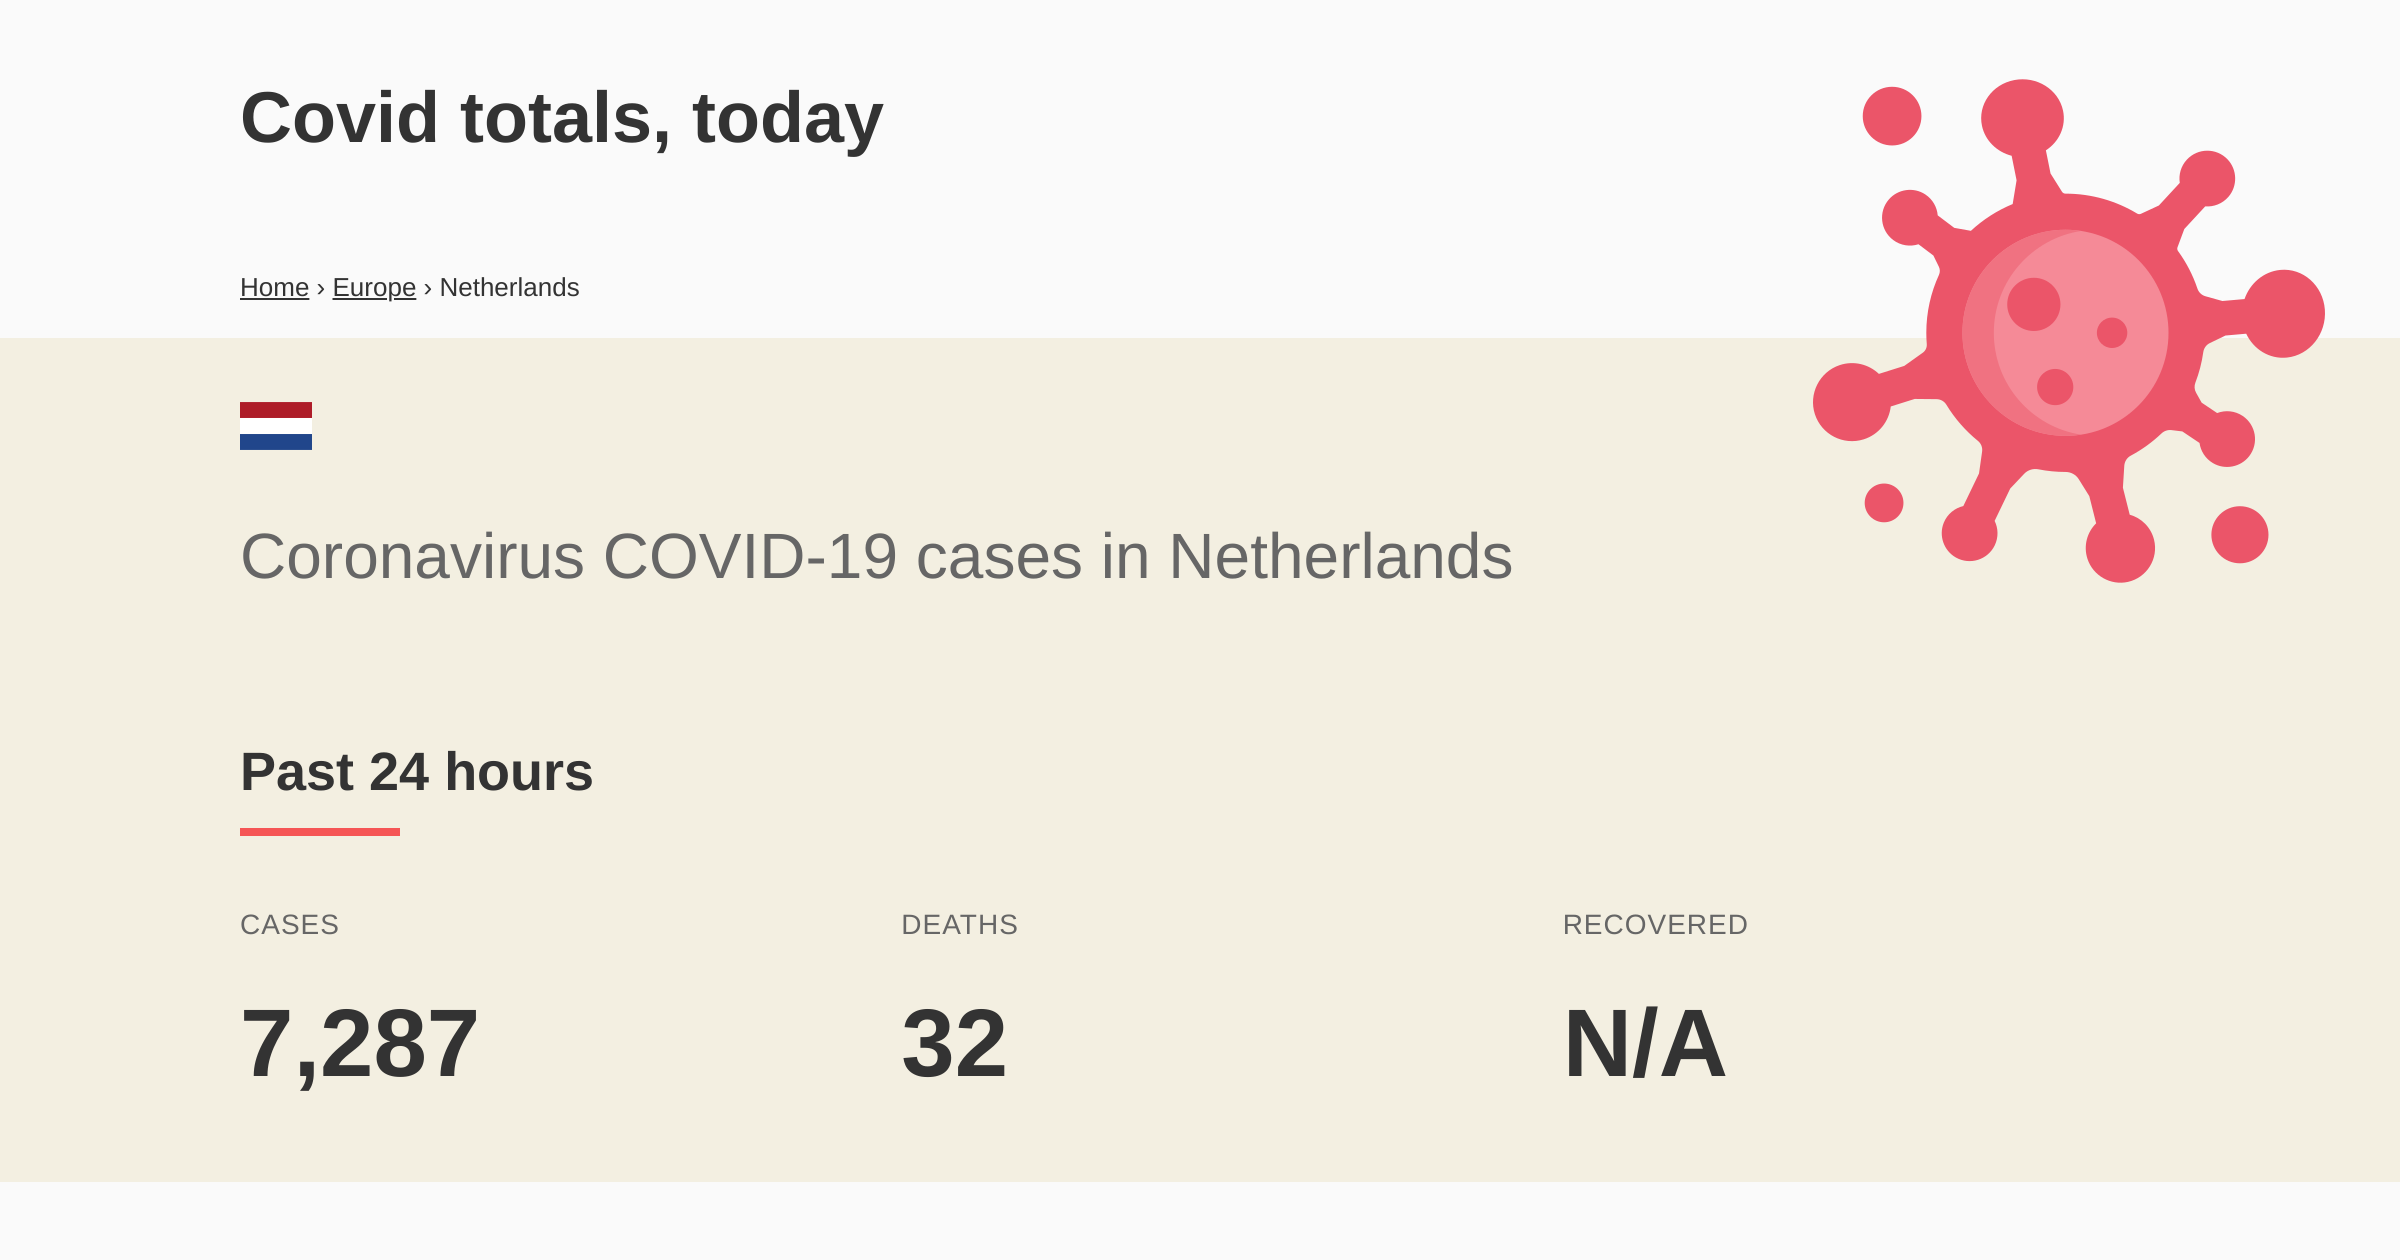 Covid totals, today
Home › Europe › Netherlands
Coronavirus COVID-19 cases in Netherlands
Past 24 hours
CASES
DEATHS
RECOVERED
7,287
32
N/A